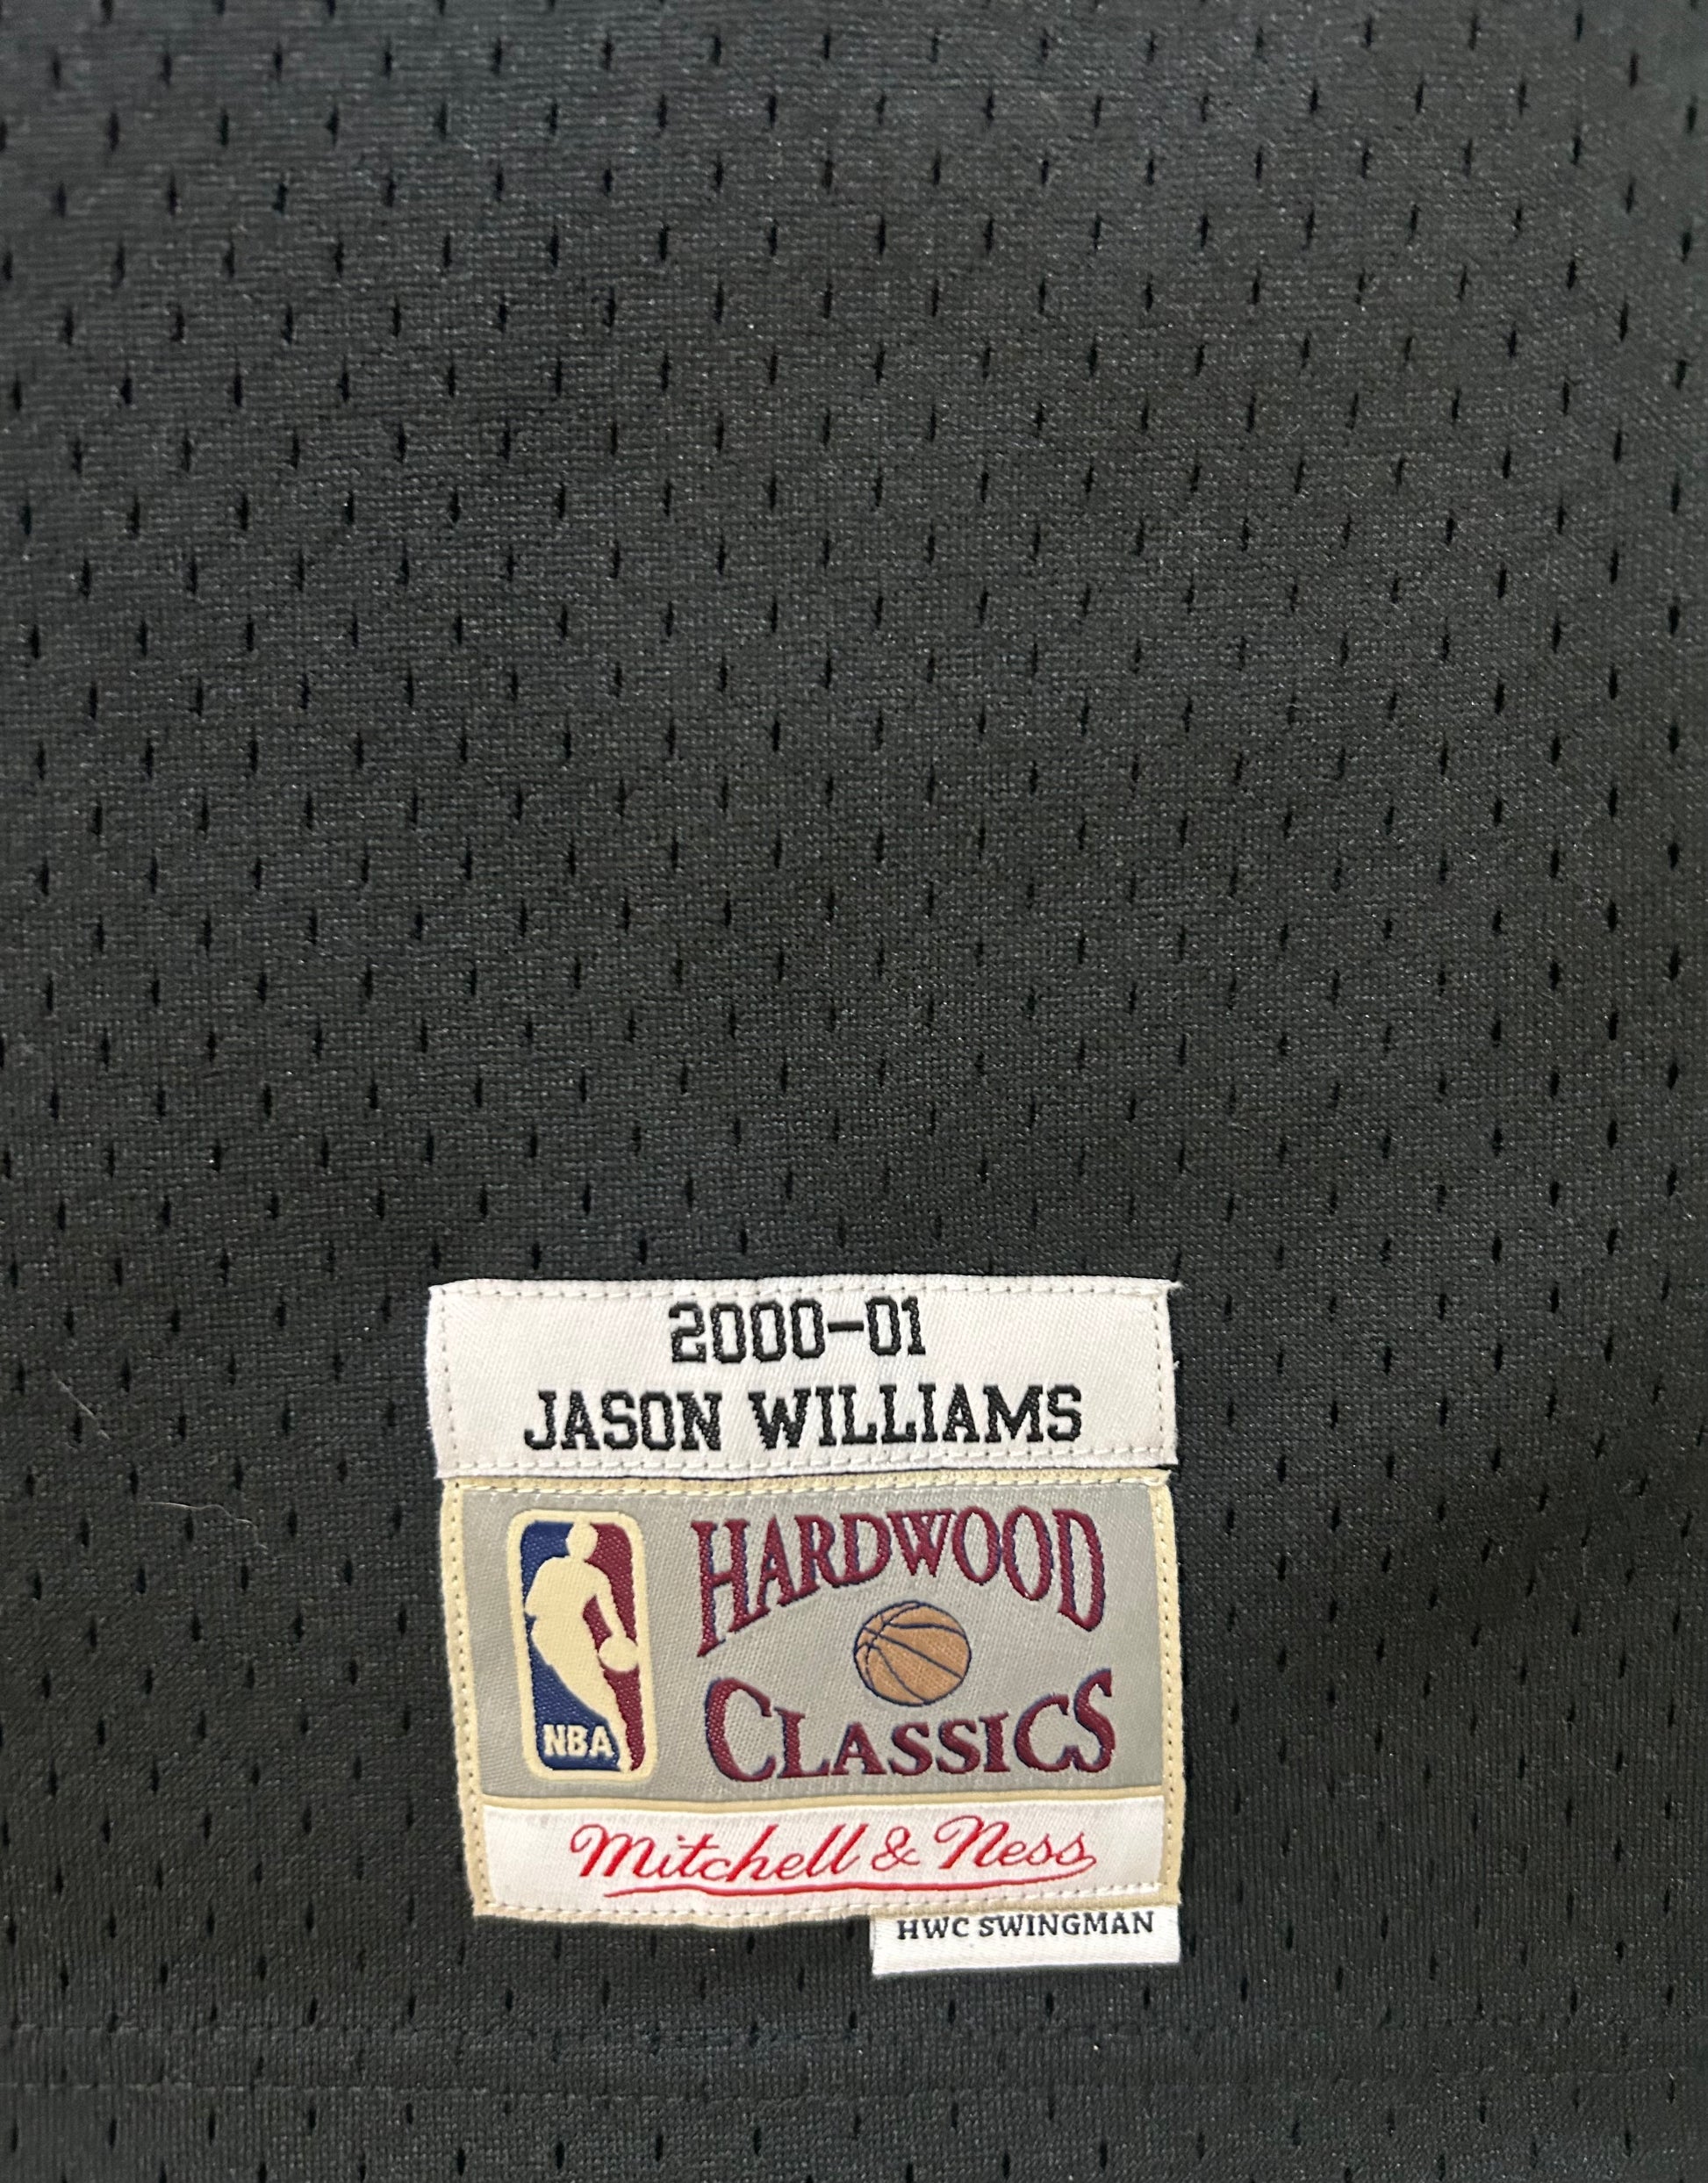 2000-01
JASON WILLIAMS
HARDWOOD
CLASSICS
NBA
Mitchell & Ness
HWC SWINGMAN